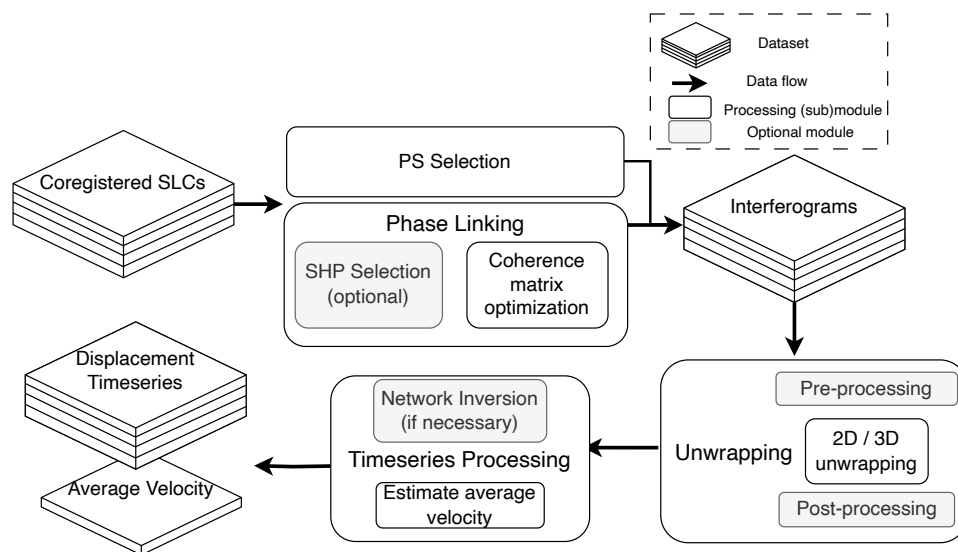 Dataset
Data flow
Processing (sub)module
Optional module
Coregistered SLCs
PS Selection
Phase Linking
SHP Selection
(optional)
Coherence
matrix
optimization
Interferograms
Pre-processing
Unwrapping
2D / 3D
unwrapping
Post-processing
Network Inversion
(if necessary)
Timeseries Processing
Estimate average
velocity
Displacement
Timeseries
Average Velocity